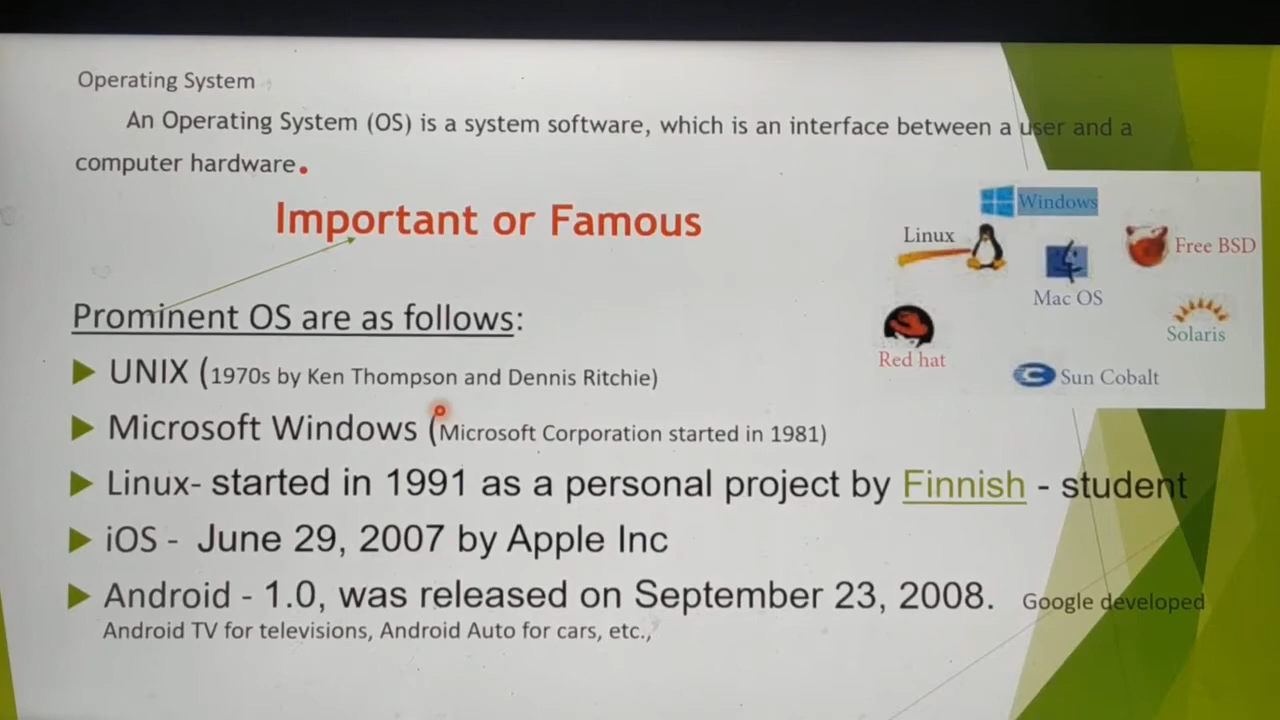 Operating System
An Operating System (OS) is a system software, which is an interface between a user and a
computer hardware.
Important or Famous
Prominent OS are as follows:
UNIX (1970s by Ken Thompson and Dennis Ritchie)
Microsoft Windows (Microsoft Corporation started in 1981)
Linux- started in 1991 as a personal project by Finnish - student
iOS - June 29, 2007 by Apple Inc
Android - 1.0, was released on September 23, 2008. Google developed
Android TV for televisions, Android Auto for cars, etc.,
Windows
Linux
Free BSD
Mac OS
Solaris
Red hat
Sun Cobalt